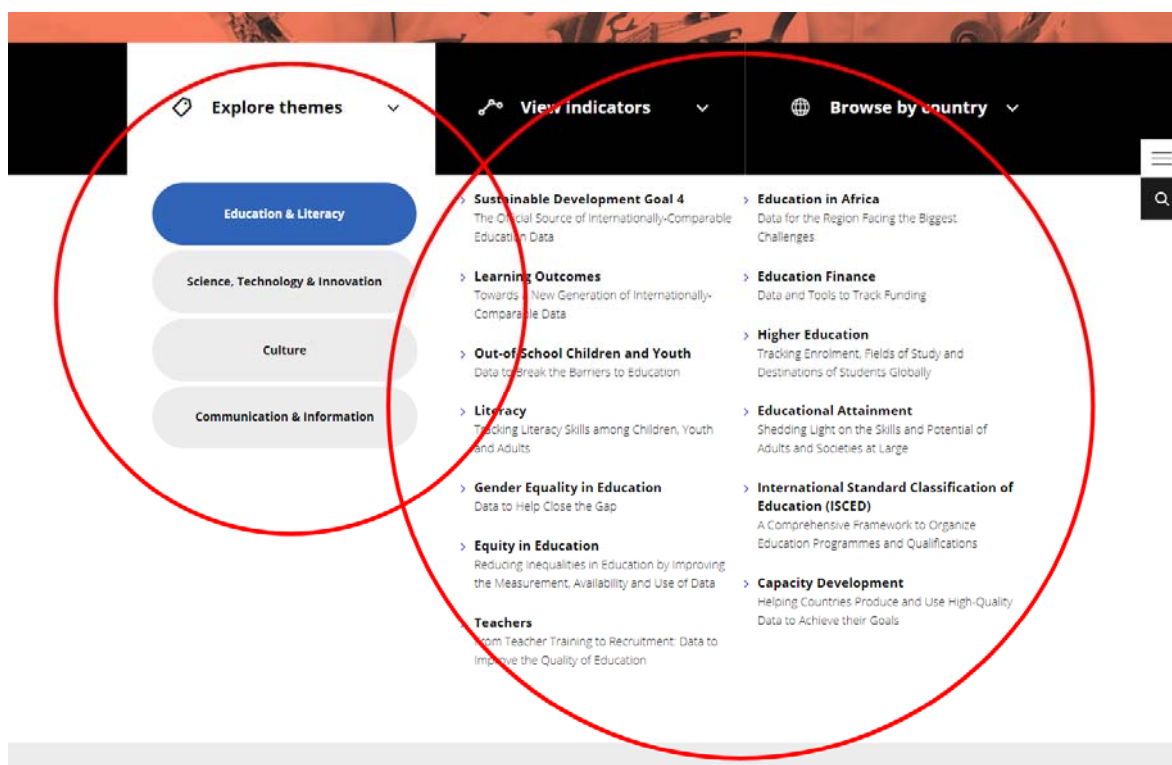 Explore themes
View indicators
Browse by country
Education & Literacy
Science, Technology & Innovation
Culture
Communication & Information
Sustainable Development Goal 4
The Official Source of Internationally-Comparable
Education Data
Learning Outcomes
Towards a New Generation of Internationally-
Comparable Data
Out-of School Children and Youth
Data to Break the Barriers to Education
Literacy
Tracking Literacy Skills among Children, Youth
and Adults
Gender Equality in Education
Data to Help Close the Gap
Equity in Education
Reducing Inequalities in Education by Improving
the Measurement, Availability and Use of Data
Teachers
From Teacher Training to Recruitment: Data to
Improve the Quality of Education
Education in Africa
Data for the Region Facing the Biggest
Challenges
Education Finance
Data and Tools to Track Funding
Higher Education
Tracking Enrolment, Fields of Study and
Destinations of Students Globally
Educational Attainment
Shedding Light on the Skills and Potential of
Adults and Societies at Large
International Standard Classification of
Education (ISCED)
A Comprehensive Framework to Organize
Education Programmes and Qualifications
Capacity Development
Helping Countries Produce and Use High-Quality
Data to Achieve their Goals